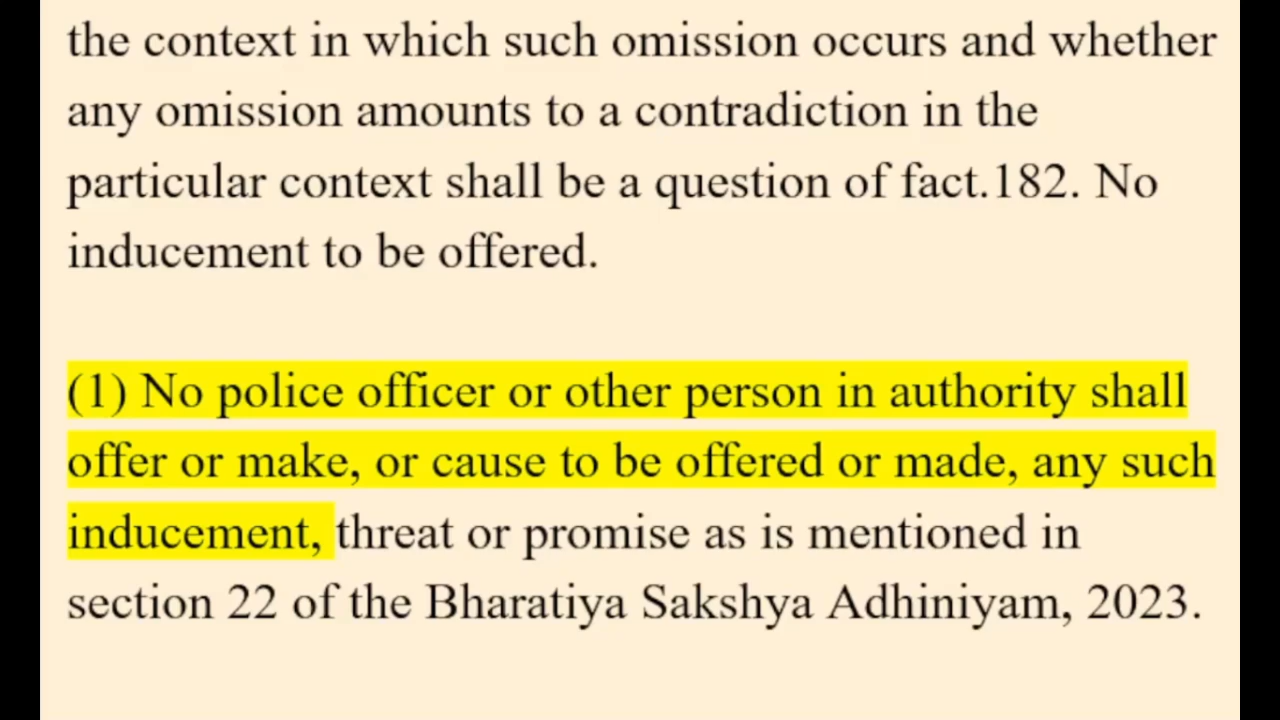 the context in which such omission occurs and whether
any omission amounts to a contradiction in the
particular context shall be a question of fact.182. No
inducement to be offered.
(1) No police officer or other person in authority shall
offer or make, or cause to be offered or made, any such
inducement, threat or promise as is mentioned in
section 22 of the Bharatiya Sakshya Adhiniyam, 2023.